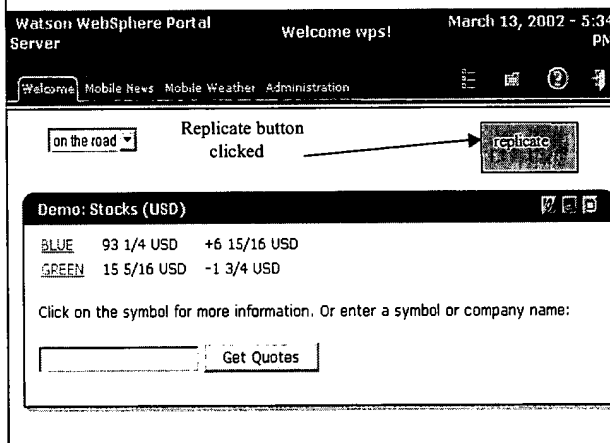 Watson WebSphere Portal Server
Welcome wps!
March 13, 2002 - 5:34 PM
Welcome Mobile News Mobile Weather Administration
on the road
Replicate button
clicked
replicate
Demo: Stocks (USD)
BLUE 93 1/4 USD +6 15/16 USD
GREEN 15 5/16 USD -1 3/4 USD
Click on the symbol for more information. Or enter a symbol or company name:
Get Quotes